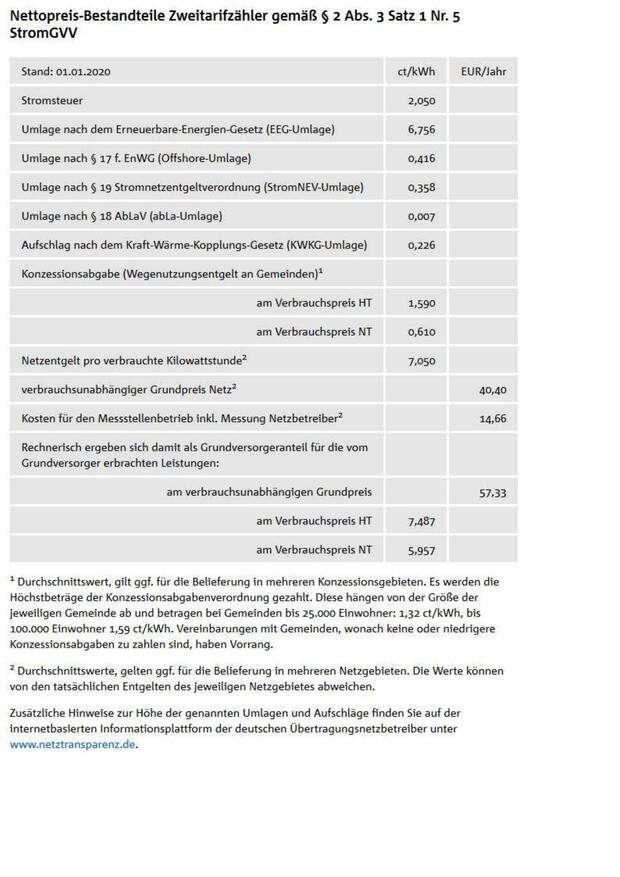 Nettopreis-Bestandteile Zweitarifzähler gemäß § 2 Abs. 3 Satz 1 Nr. 5
StromGVV
Stand: 01.01.2020 ct/kWh EUR/Jahr
Stromsteuer 2,050
Umlage nach dem Erneuerbare-Energien-Gesetz (EEG-Umlage) 6,756
Umlage nach § 17 f. EnWG (Offshore-Umlage) 0,416
Umlage nach § 19 Stromnetzentgeltverordnung (StromNEV-Umlage) 0,358
Umlage nach § 18 AbLaV (abLa-Umlage) 0,007
Aufschlag nach dem Kraft-Wärme-Kopplungs-Gesetz (KWKG-Umlage) 0,226
Konzessionsabgabe (Wegenutzungsentgelt an Gemeinden)¹
am Verbrauchspreis HT 1,590
am Verbrauchspreis NT 0,610
Netzentgelt pro verbrauchte Kilowattstunde² 7,050
verbrauchsunabhängiger Grundpreis Netz² 40,40
Kosten für den Messstellenbetrieb inkl. Messung Netzbetreiber² 14,66
Rechnerisch ergeben sich damit als Grundversorgeranteil für die vom
Grundversorger erbrachten Leistungen:
am verbrauchsunabhängigen Grundpreis 57,33
am Verbrauchspreis HT 7,487
am Verbrauchspreis NT 5,957
¹ Durchschnittswert, gilt ggf. für die Belieferung in mehreren Konzessionsgebieten. Es werden die
Höchstbeträge der Konzessionsabgabenverordnung gezahlt. Diese hängen von der Größe der
jeweiligen Gemeinde ab und betragen bei Gemeinden bis 25.000 Einwohner: 1,32 ct/kWh, bis
100.000 Einwohner 1,59 ct/kWh. Vereinbarungen mit Gemeinden, wonach keine oder niedrigere
Konzessionsabgaben zu zahlen sind, haben Vorrang.
² Durchschnittswerte, gelten ggf. für die Belieferung in mehreren Netzgebieten. Die Werte können
von den tatsächlichen Entgelten des jeweiligen Netzgebietes abweichen.
Zusätzliche Hinweise zur Höhe der genannten Umlagen und Aufschläge finden Sie auf der
internetbasierten Informationsplattform der deutschen Übertragungsnetzbetreiber unter
www.netztransparenz.de.